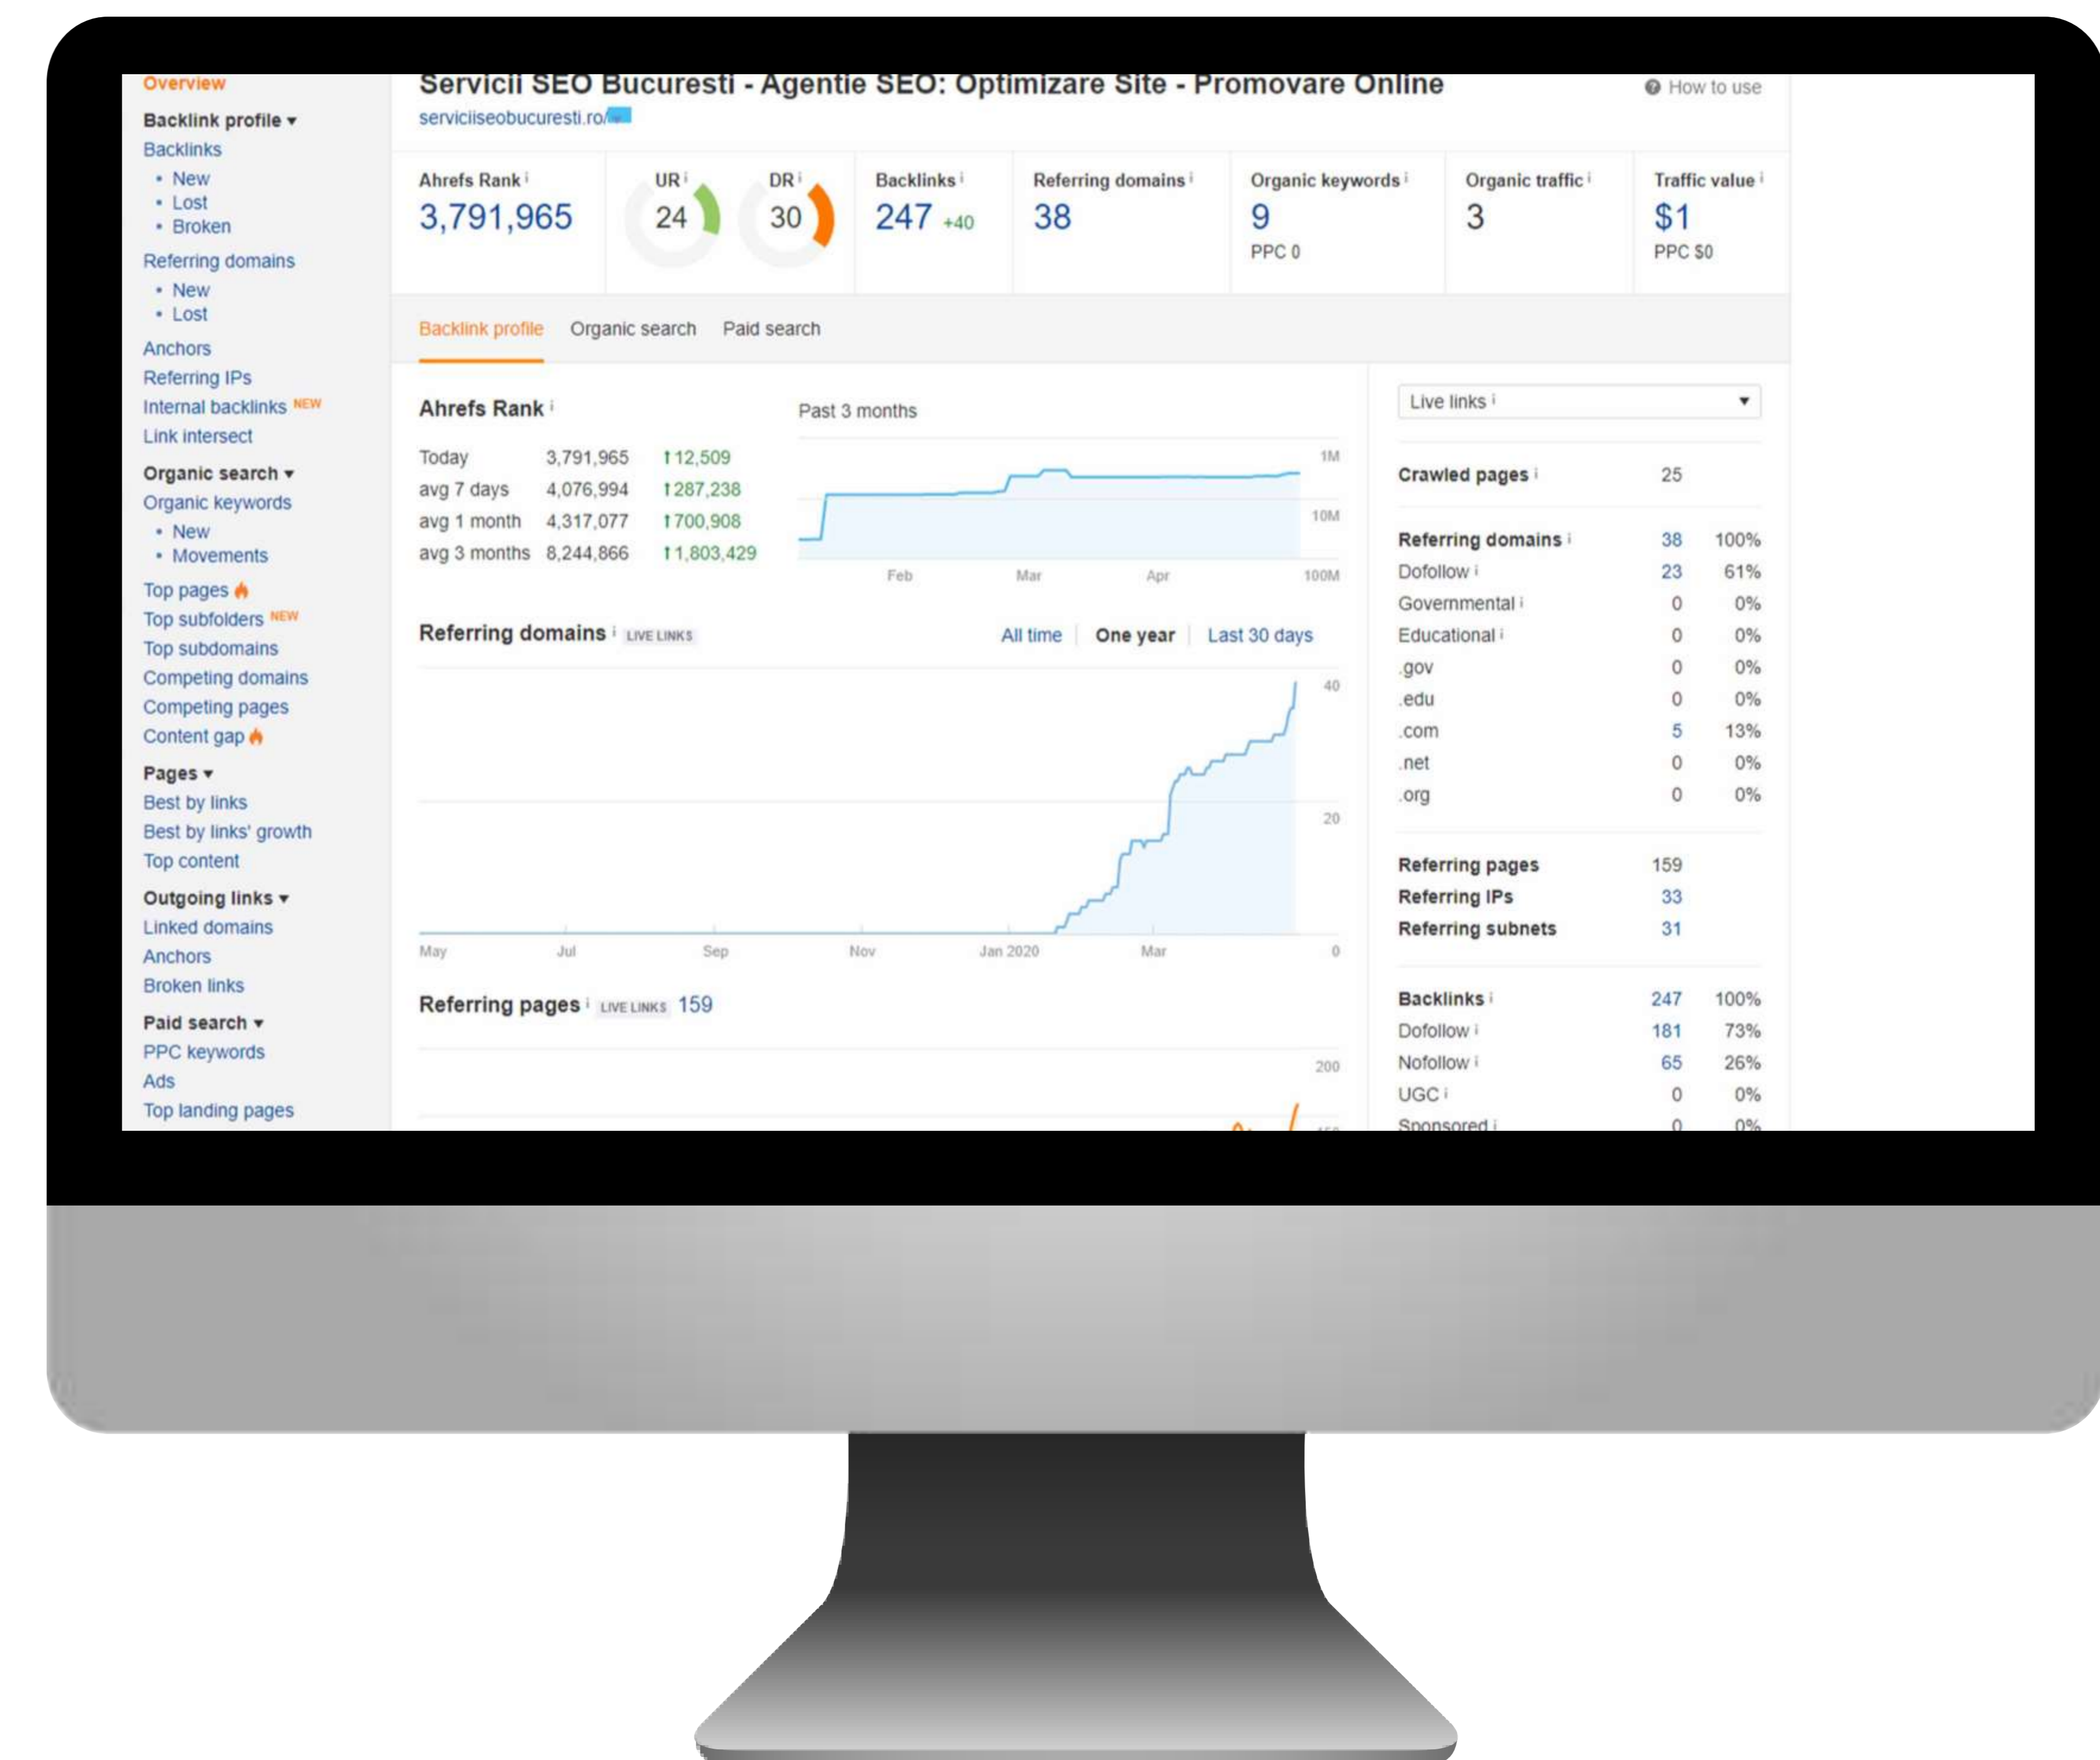 Overview
Backlink profile ▾
Backlinks
• New
• Lost
• Broken
Referring domains
• New
• Lost
Anchors
Referring IPs
Internal backlinks NEW
Link intersect
Organic search ▾
Organic keywords
• New
• Movements
Top pages
Top subfolders NEW
Top subdomains
Competing domains
Competing pages
Content gap
Pages ▾
Best by links
Best by links' growth
Top content
Outgoing links ▾
Linked domains
Anchors
Broken links
Paid search ▾
PPC keywords
Ads
Top landing pages
Servicii SEO Bucuresti - Agentie SEO: Optimizare Site - Promovare Online
How to use
serviciiseobucuresti.ro/
Ahrefs Rank i
3,791,965
UR i
24
DR i
30
Backlinks i
247 +40
Referring domains i
38
Organic keywords i
9
PPC 0
Organic traffic i
3
Traffic value i
$1
PPC $0
Backlink profile Organic search Paid search
Ahrefs Rank i
Past 3 months
Today 3,791,965 ↑12,509
avg 7 days 4,076,994 ↑287,238
avg 1 month 4,317,077 ↑700,908
avg 3 months 8,244,866 ↑1,803,429
1M
10M
100M
Feb Mar Apr
Referring domains i LIVE LINKS
All time One year Last 30 days
40
20
0
May Jul Sep Nov Jan 2020 Mar
Referring pages i LIVE LINKS 159
200
150
Live links i ▾
Crawled pages i 25
Referring domains i 38 100%
Dofollow i 23 61%
Governmental i 0 0%
Educational i 0 0%
.gov 0 0%
.edu 0 0%
.com 5 13%
.net 0 0%
.org 0 0%
Referring pages 159
Referring IPs 33
Referring subnets 31
Backlinks i 247 100%
Dofollow i 181 73%
Nofollow i 65 26%
UGC i 0 0%
Sponsored i 0 0%